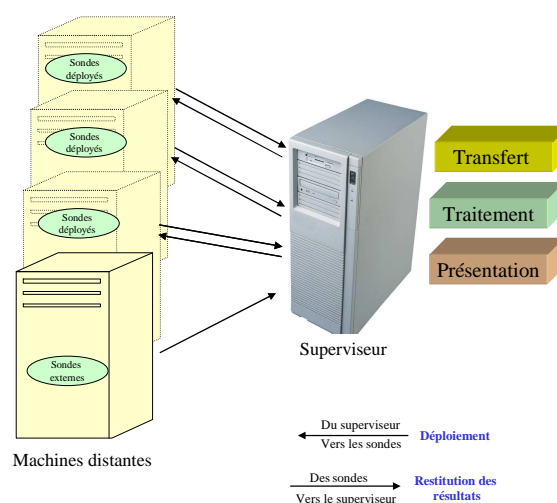 Sondes
déployés
Sondes
déployés
Sondes
déployés
Sondes
externes
Machines distantes
Superviseur
Transfert
Traitement
Présentation
Du superviseur
Vers les sondes
Déploiement
Des sondes
Vers le superviseur
Restitution des
résultats